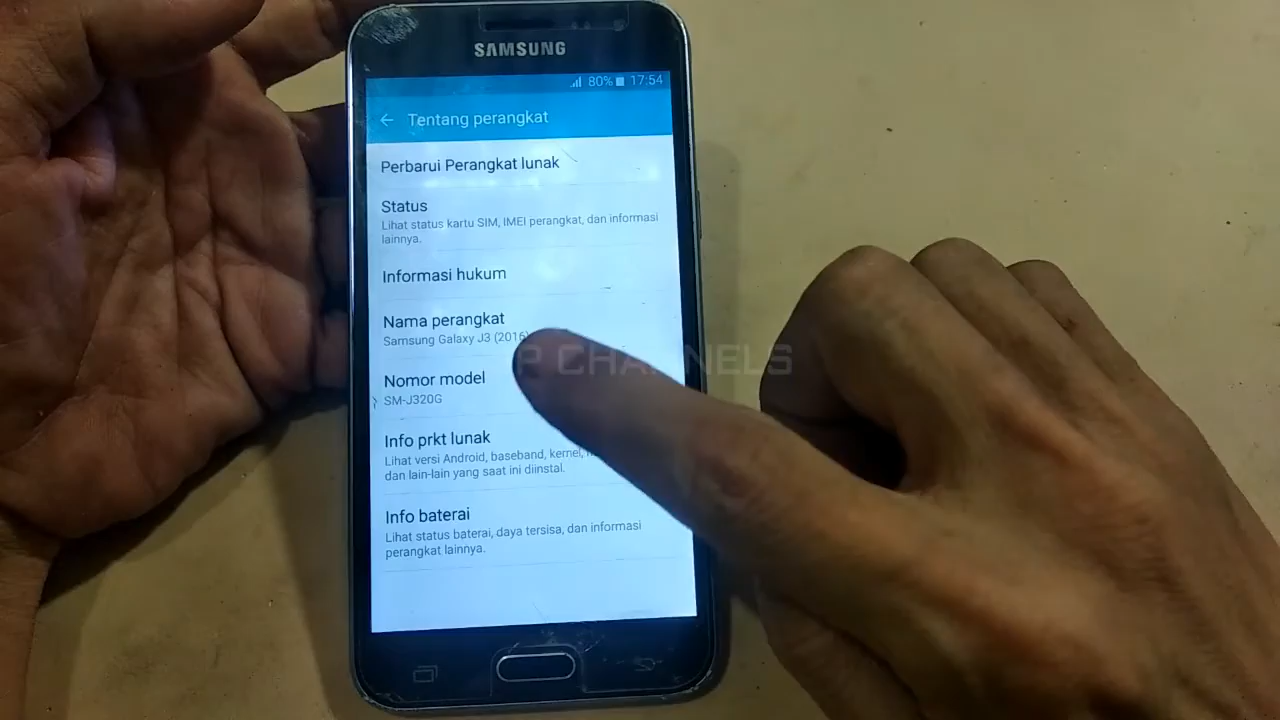 SAMSUNG
80% 17:54
Tentang perangkat
Perbarui Perangkat lunak
Status
Lihat status kartu SIM, IMEI perangkat, dan informasi
lainnya.
Informasi hukum
Nama perangkat
Samsung Galaxy J3 (2016)
P CHANNELS
Nomor model
SM-J320G
Info prkt lunak
Lihat versi Android, baseband, kernel,
dan lain-lain yang saat ini diinstal.
Info baterai
Lihat status baterai, daya tersisa, dan informasi
perangkat lainnya.